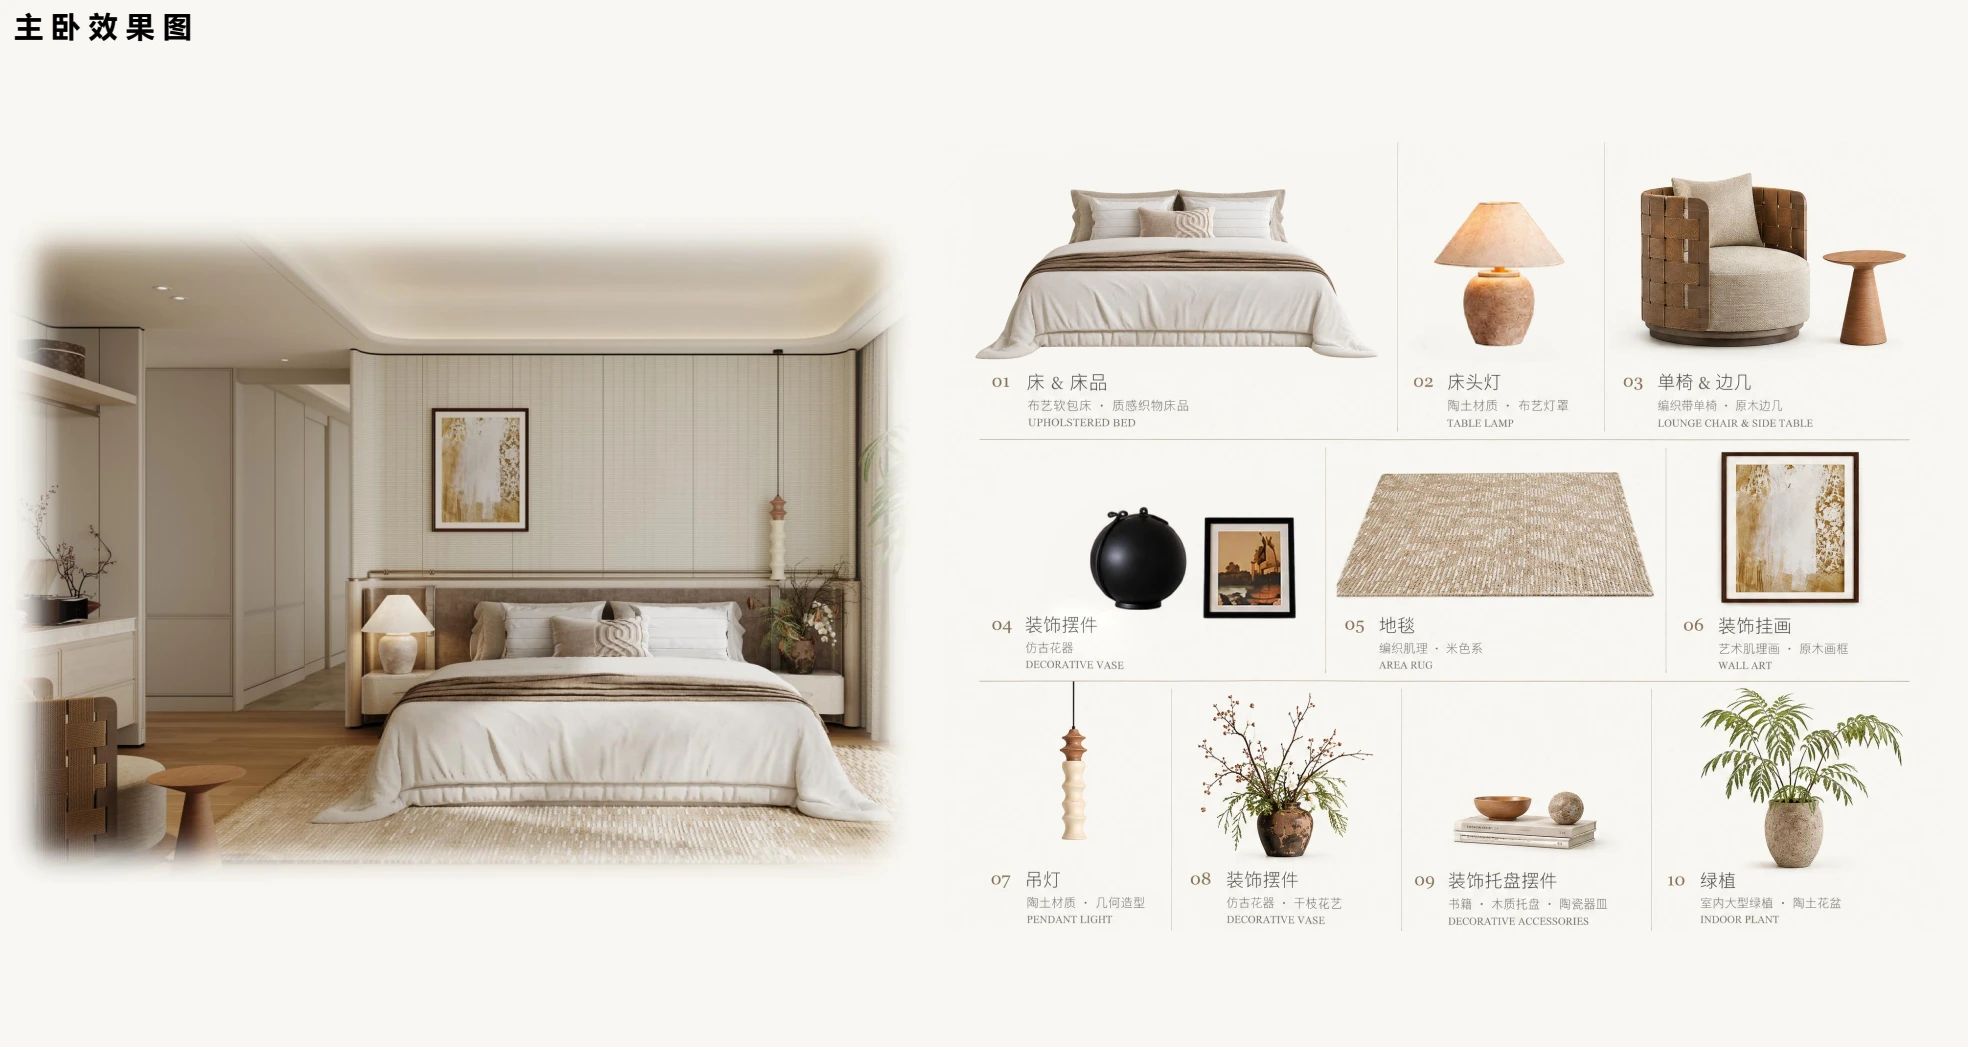 主卧效果图
01 床 & 床品
布艺软包床 · 质感织物床品
UPHOLSTERED BED
02 床头灯
陶土材质 · 布艺灯罩
TABLE LAMP
03 单椅 & 边几
编织带单椅 · 原木边几
LOUNGE CHAIR & SIDE TABLE
04 装饰摆件
仿古花器
DECORATIVE VASE
05 地毯
编织肌理 · 米色系
AREA RUG
06 装饰挂画
艺术肌理画 · 原木画框
WALL ART
07 吊灯
陶土材质 · 几何造型
PENDANT LIGHT
08 装饰摆件
仿古花器 · 干枝花艺
DECORATIVE VASE
09 装饰托盘摆件
书籍 · 木质托盘 · 陶瓷器皿
DECORATIVE ACCESSORIES
10 绿植
室内大型绿植 · 陶土花盆
INDOOR PLANT